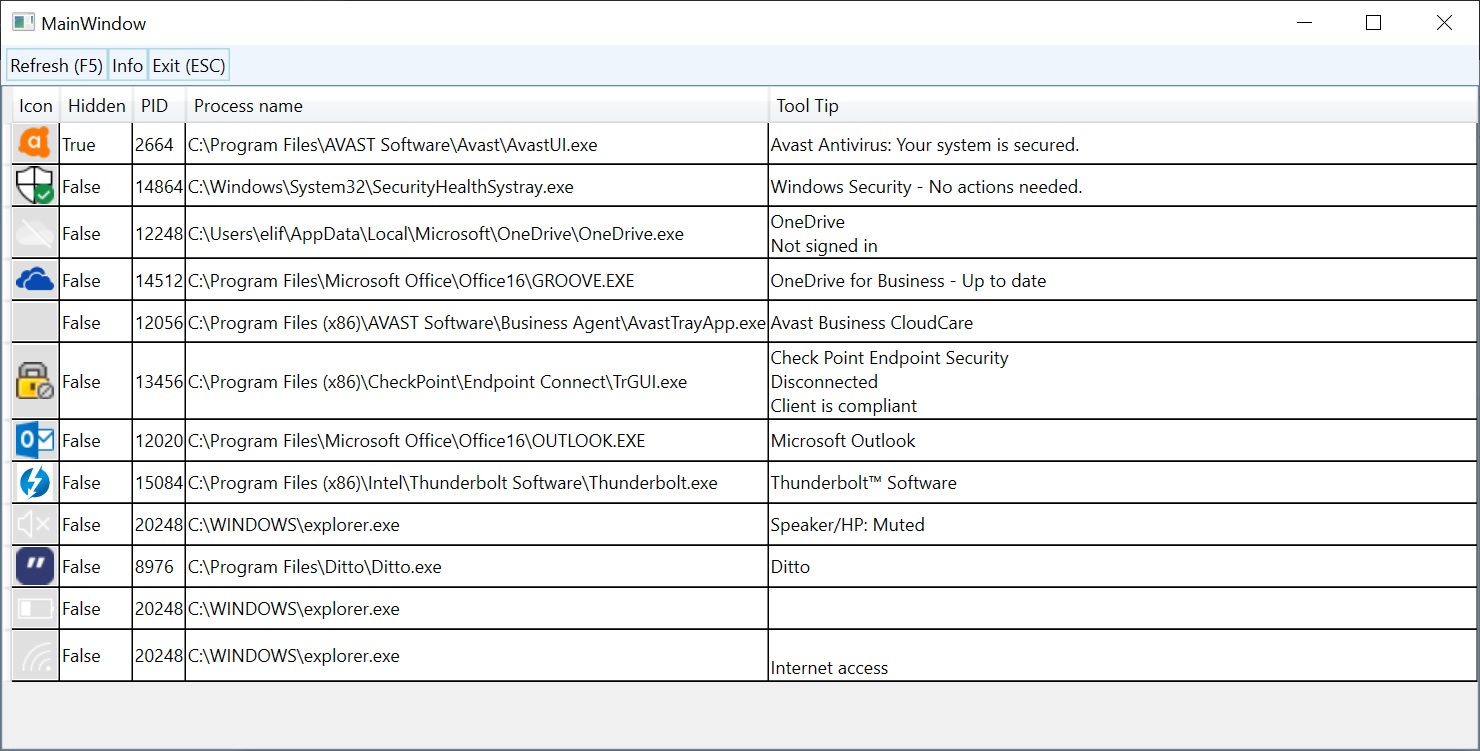 MainWindow
Refresh (F5) Info Exit (ESC)
Icon Hidden PID Process name Tool Tip
True 2664 C:\Program Files\AVAST Software\Avast\AvastUI.exe Avast Antivirus: Your system is secured.
False 14864 C:\Windows\System32\SecurityHealthSystray.exe Windows Security - No actions needed.
False 12248 C:\Users\elif\AppData\Local\Microsoft\OneDrive\OneDrive.exe OneDrive
Not signed in
False 14512 C:\Program Files\Microsoft Office\Office16\GROOVE.EXE OneDrive for Business - Up to date
False 12056 C:\Program Files (x86)\AVAST Software\Business Agent\AvastTrayApp.exe Avast Business CloudCare
False 13456 C:\Program Files (x86)\CheckPoint\Endpoint Connect\TrGUI.exe Check Point Endpoint Security
Disconnected
Client is compliant
False 12020 C:\Program Files\Microsoft Office\Office16\OUTLOOK.EXE Microsoft Outlook
False 15084 C:\Program Files (x86)\Intel\Thunderbolt Software\Thunderbolt.exe Thunderbolt™ Software
False 20248 C:\WINDOWS\explorer.exe Speaker/HP: Muted
False 8976 C:\Program Files\Ditto\Ditto.exe Ditto
False 20248 C:\WINDOWS\explorer.exe
False 20248 C:\WINDOWS\explorer.exe Internet access